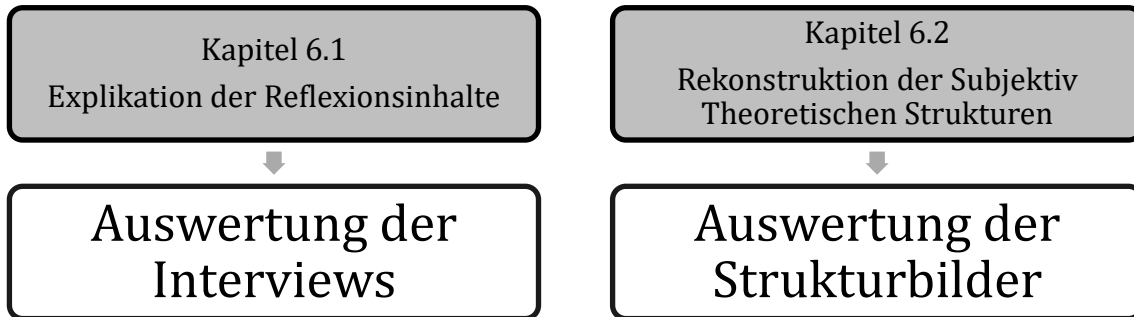 Kapitel 6.1
Explikation der Reflexionsinhalte
Auswertung der
Interviews
Kapitel 6.2
Rekonstruktion der Subjektiv
Theoretischen Strukturen
Auswertung der
Strukturbilder